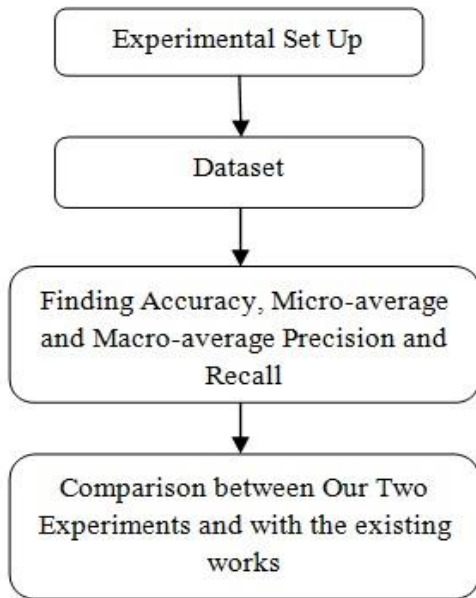 Experimental Set Up
Dataset
Finding Accuracy, Micro-average
and Macro-average Precision and
Recall
Comparison between Our Two
Experiments and with the existing
works